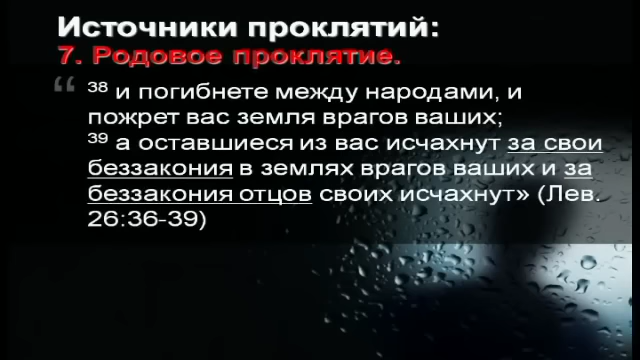 Источники проклятий:
7. Родовое проклятие.
“ 38 и погибнете между народами, и
пожрет вас земля врагов ваших;
39 а оставшиеся из вас исчахнут за свои
беззакония в землях врагов ваших и за
беззакония отцов своих исчахнут» (Лев.
26:36-39)